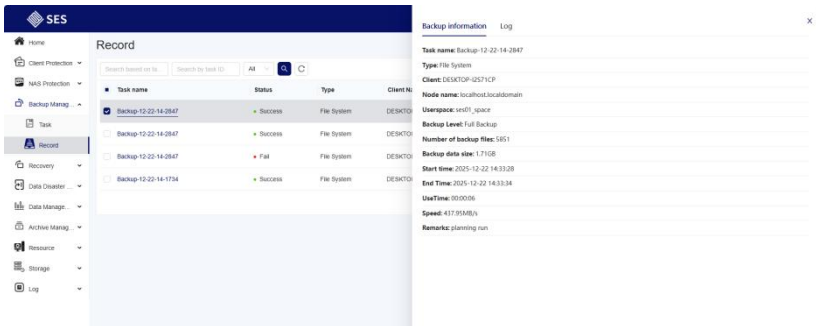 SES
Home
Client Protection
NAS Protection
Backup Manag...
Task
Record
Recovery
Data Disaster ...
Data Manage...
Archive Manag...
Resource
Storage
Log
Record
Search based on ta
Search by task ID.
All
Task name
Status
Type
Client Na
Backup-12-22-14-2847
Success
File System
DESKTO
Backup-12-22-14-2847
Success
File System
DESKTO
Backup-12-22-14-2847
Fail
File System
DESKTO
Backup-12-22-14-1734
Success
File System
DESKTO
Backup information
Log
X
Task name: Backup-12-22-14-2847
Type: File System
Client: DESKTOP-I2S71CP
Node name: localhost.localdomain
Userspace: ses01_space
Backup Level: Full Backup
Number of backup files: 5851
Backup data size: 1.71GB
Start time: 2025-12-22 14:33:28
End Time: 2025-12-22 14:33:34
UseTime: 00:00:06
Speed: 437.95MB/s
Remarks: planning run